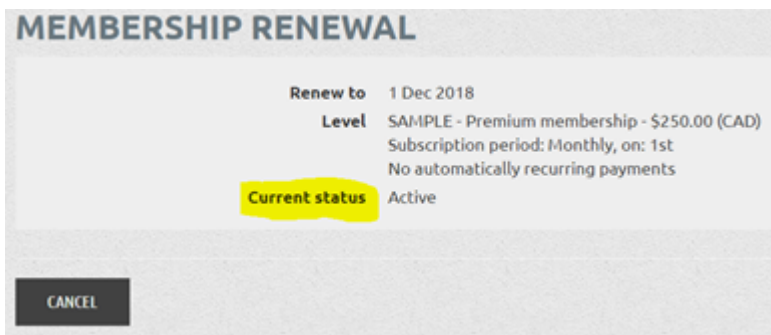 MEMBERSHIP RENEWAL
Renew to 1 Dec 2018
Level SAMPLE - Premium membership - $250.00 (CAD)
Subscription period: Monthly, on: 1st
No automatically recurring payments
Current status Active
CANCEL